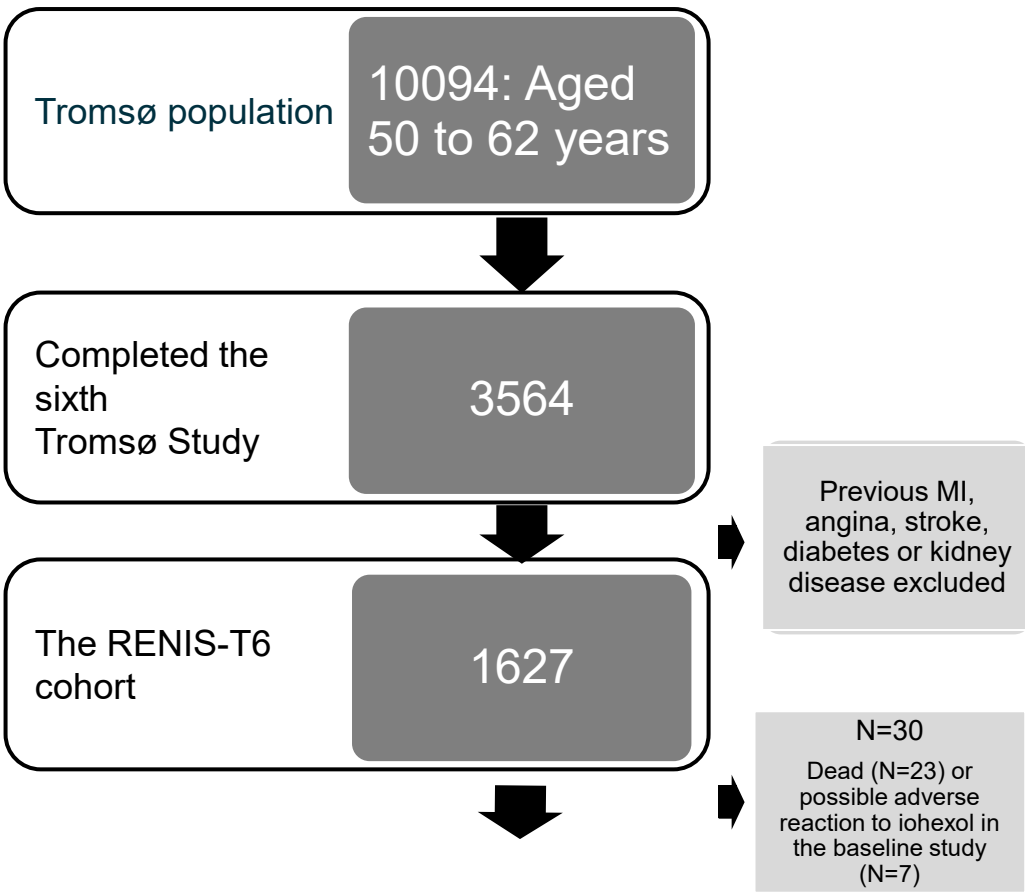 Tromsø population
10094: Aged
50 to 62 years
Completed the
sixth
Tromsø Study
3564
Previous MI,
angina, stroke,
diabetes or kidney
disease excluded
The RENIS-T6
cohort
1627
N=30
Dead (N=23) or
possible adverse
reaction to iohexol in
the baseline study
(N=7)